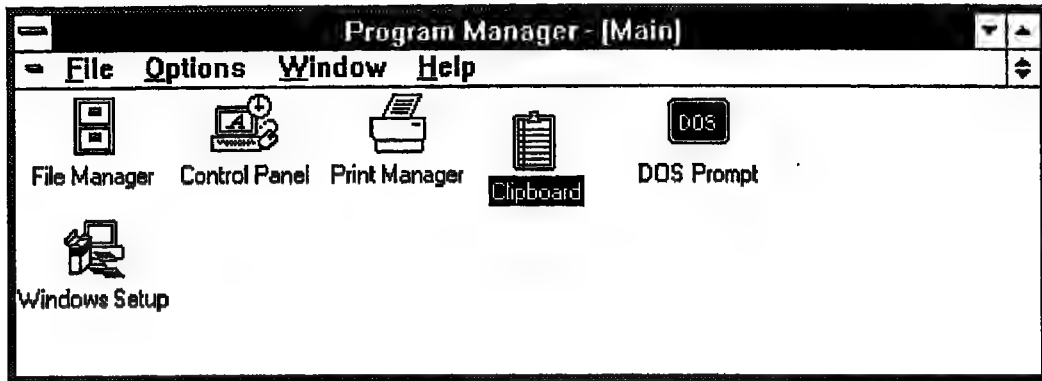 Program Manager - [Main]
File Options Window Help
DOS
File Manager Control Panel Print Manager Clipboard DOS Prompt
Windows Setup